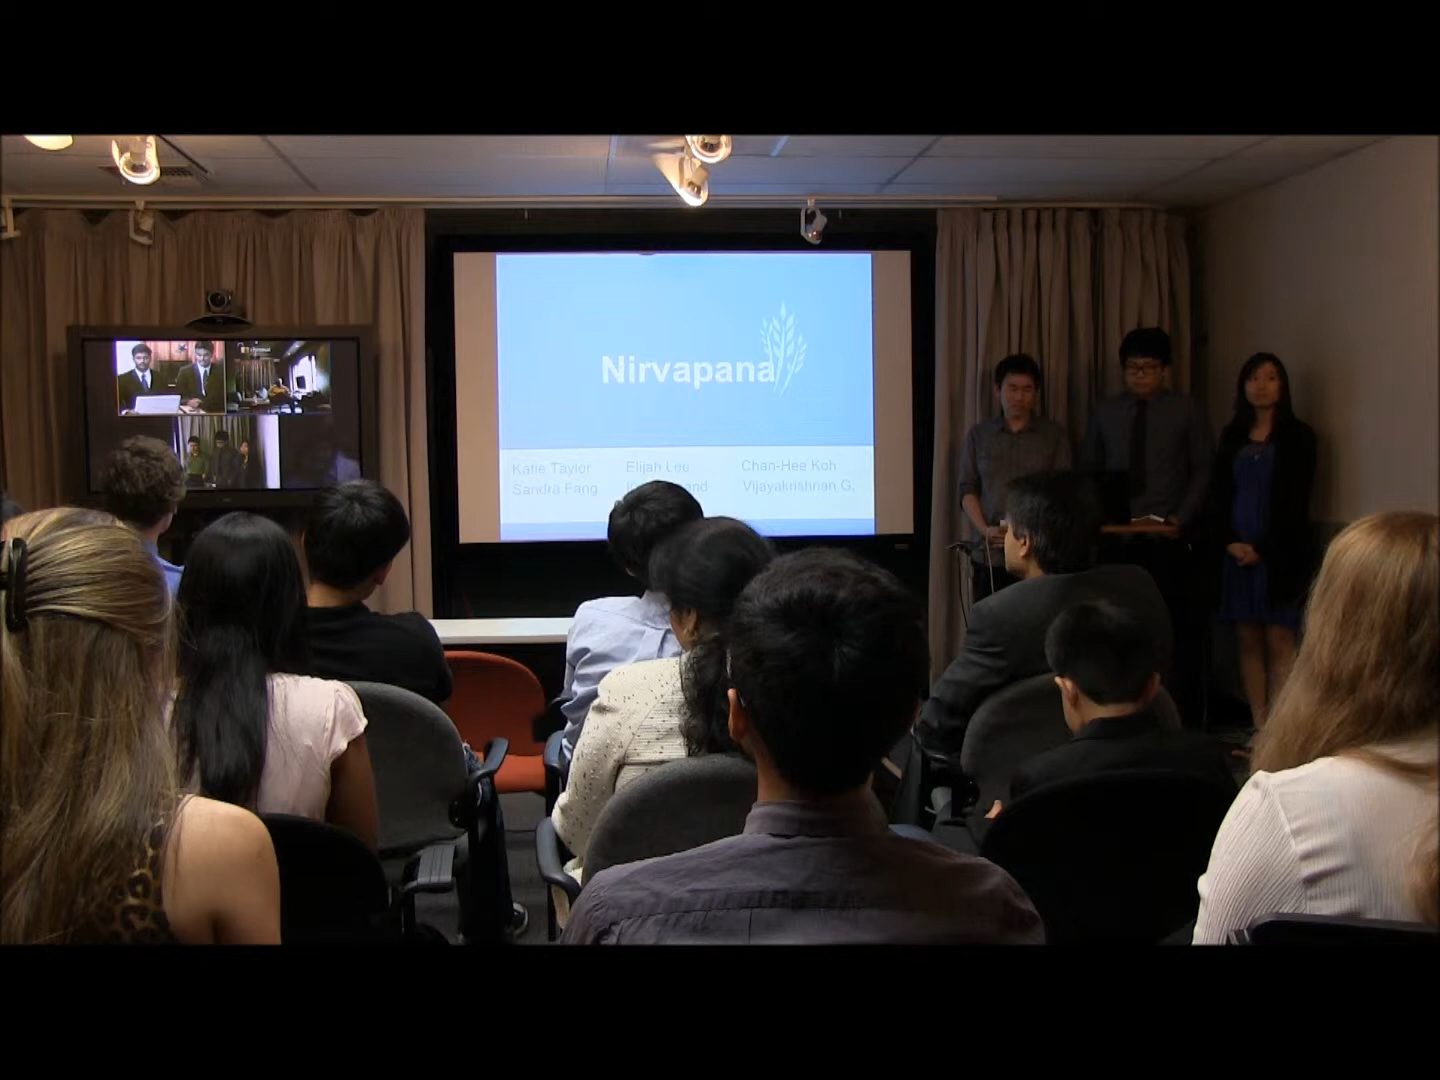 Nirvapana
Katie Taylor Elijah Lee Chan-Hee Koh
Sandra Fang Vijayakrishnan G.